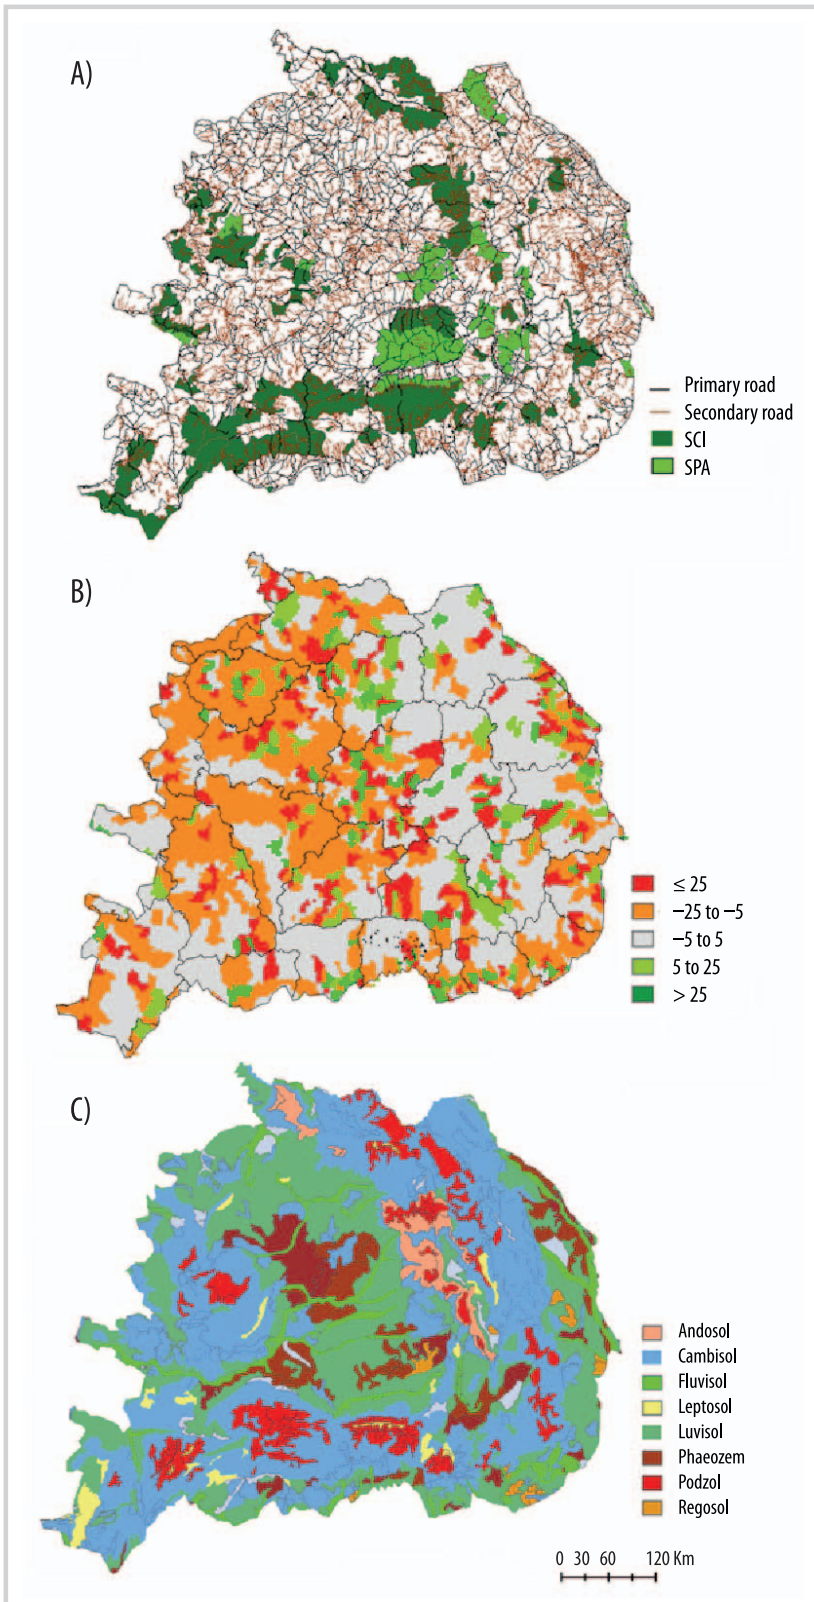 A)
Primary road
Secondary road
SCI
SPA
B)
≤ 25
−25 to −5
−5 to 5
5 to 25
> 25
C)
Andosol
Cambisol
Fluvisol
Leptosol
Luvisol
Phaeozem
Podzol
Regosol
0 30 60 120 Km